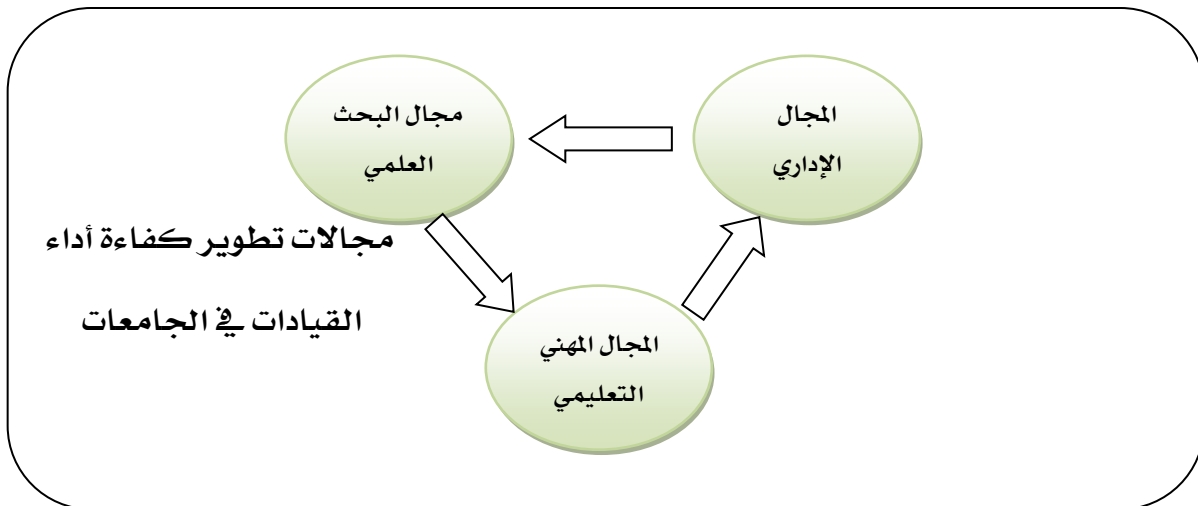 المجال
الإداري
مجال البحث
العلمي
مجالات تطوير كفاءة أداء
القيادات في الجامعات
المجال المهني
التعليمي